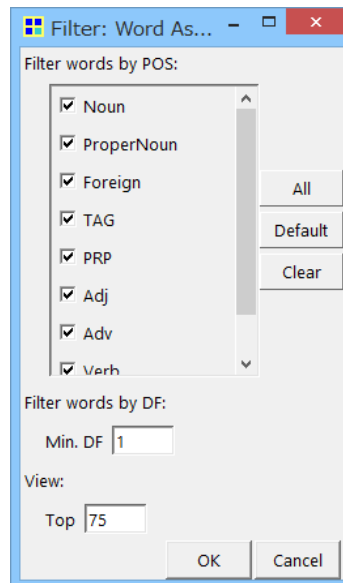 Filter: Word As...
Filter words by POS:
Noun
ProperNoun
Foreign
TAG
PRP
Adj
Adv
Verb
All
Default
Clear
Filter words by DF:
Min. DF 1
View:
Top 75
OK Cancel